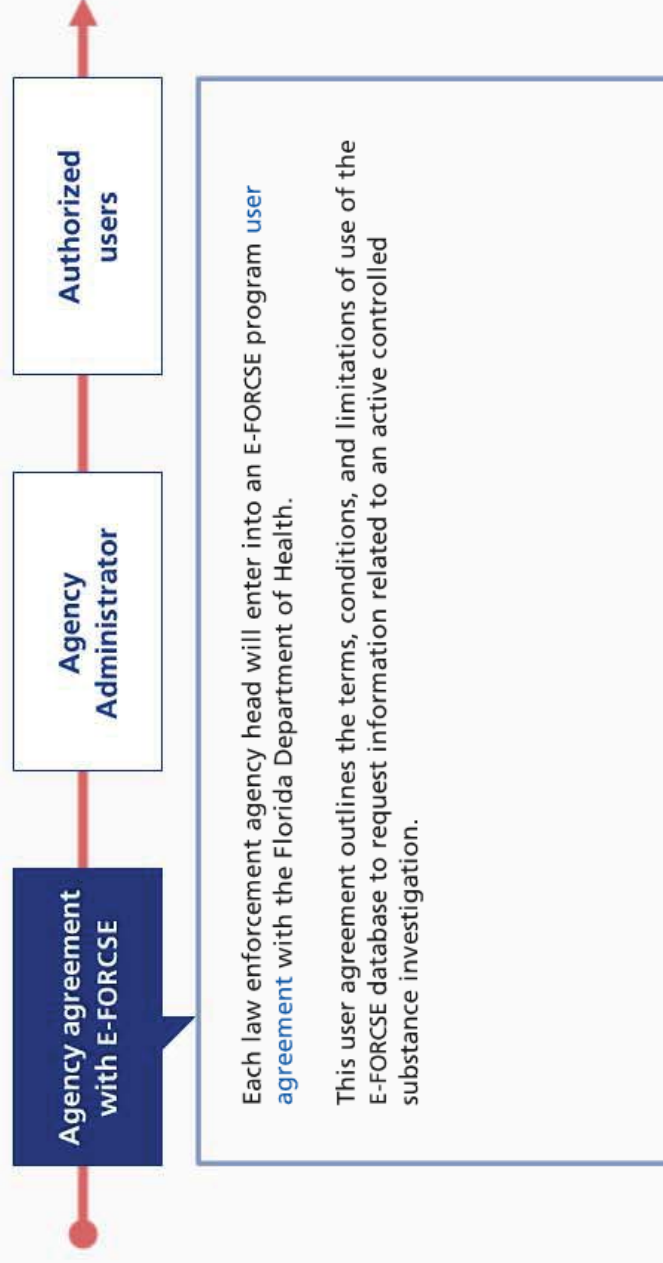 Agency agreement
with E-FORCSE
Agency
Administrator
Authorized
users
Each law enforcement agency head will enter into an E-FORCSE program user
agreement with the Florida Department of Health.
This user agreement outlines the terms, conditions, and limitations of use of the
E-FORCSE database to request information related to an active controlled
substance investigation.